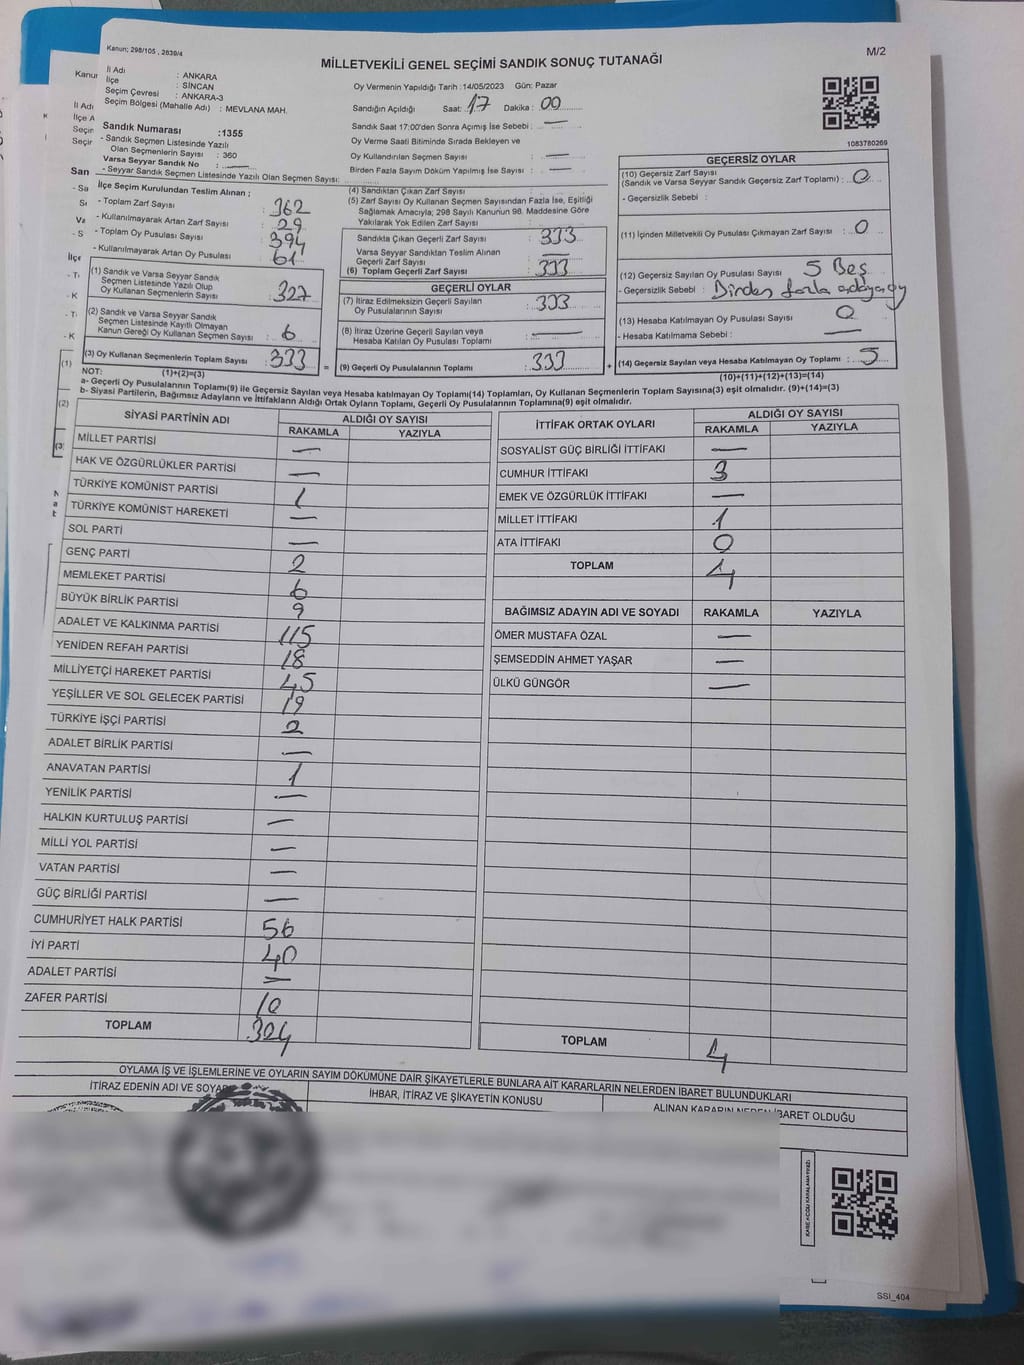 Kanun; 298/105 , 2839/4
M/2
MİLLETVEKİLİ GENEL SEÇİMİ SANDIK SONUÇ TUTANAĞI
İl Adı : ANKARA
İlçe : SİNCAN
Seçim Çevresi : ANKARA-3
Seçim Bölgesi (Mahalle Adı) : MEVLANA MAH.
Sandık Numarası :1355
- Sandık Seçmen Listesinde Yazılı
Olan Seçmenlerin Sayısı : 360
Varsa Seyyar Sandık No :
- Seyyar Sandık Seçmen Listesinde Yazılı Olan Seçmen Sayısı:
İlçe Seçim Kurulundan Teslim Alınan ;
- Toplam Zarf Sayısı : 362
- Kullanılmayarak Artan Zarf Sayısı : 29
- Toplam Oy Pusulası Sayısı : 394
- Kullanılmayarak Artan Oy Pusulası : 61
(1) Sandık ve Varsa Seyyar Sandık
Seçmen Listesinde Yazılı Olup
Oy Kullanan Seçmenlerin Sayısı : 327
(2) Sandık ve Varsa Seyyar Sandık
Seçmen Listesinde Kayıtlı Olmayan
Kanun Gereği Oy Kullanan Seçmen Sayısı : 6
(3) Oy Kullanan Seçmenlerin Toplam Sayısı : 333
Oy Vermenin Yapıldığı Tarih :14/05/2023 Gün: Pazar
Sandığın Açıldığı Saat: 17 Dakika : 00
Sandık Saat 17:00'den Sonra Açımış İse Sebebi : —
Oy Verme Saati Bitiminde Sırada Bekleyen ve
Oy Kullandırılan Seçmen Sayısı : —
Birden Fazla Sayım Döküm Yapılmış İse Sayısı : —
(4) Sandıktan Çıkan Zarf Sayısı
(5) Zarf Sayısı Oy Kullanan Seçmen Sayısından Fazla İse, Eşitliği
Sağlamak Amacıyla; 298 Sayılı Kanunun 98. Maddesine Göre
Yakılarak Yok Edilen Zarf Sayısı :
Sandıkta Çıkan Geçerli Zarf Sayısı : 333
Varsa Seyyar Sandıktan Teslim Alınan
Geçerli Zarf Sayısı : —
(6) Toplam Geçerli Zarf Sayısı : 333
GEÇERLİ OYLAR
(7) İtiraz Edilmeksizin Geçerli Sayılan
Oy Pusulalarının Sayısı : 333
(8) İtiraz Üzerine Geçerli Sayılan veya
Hesaba Katılan Oy Pusulası Toplamı : —
= (9) Geçerli Oy Pusulalarının Toplamı : 333
1083780269
GEÇERSİZ OYLAR
(10) Geçersiz Zarf Sayısı
(Sandık ve Varsa Seyyar Sandık Geçersiz Zarf Toplamı) : 0
- Geçersizlik Sebebi :
(11) İçinden Milletvekili Oy Pusulası Çıkmayan Zarf Sayısı : 0
(12) Geçersiz Sayılan Oy Pusulası Sayısı : 5 Beş
- Geçersizlik Sebebi : Birden fazla adaya oy
(13) Hesaba Katılmayan Oy Pusulası Sayısı : 0
- Hesaba Katılmama Sebebi : —
+ (14) Geçersiz Sayılan veya Hesaba Katılmayan Oy Toplamı : 5
NOT: (1)+(2)=(3)
(10)+(11)+(12)+(13)=(14)
a- Geçerli Oy Pusulalarının Toplamı(9) ile Geçersiz Sayılan veya Hesaba katılmayan Oy Toplamı(14) Toplamları, Oy Kullanan Seçmenlerin Toplam Sayısına(3) eşit olmalıdır. (9)+(14)=(3)
b- Siyasi Partilerin, Bağımsız Adayların ve İttifakların Aldığı Ortak Oyların Toplamı, Geçerli Oy Pusulalarının Toplamına(9) eşit olmalıdır.
SİYASİ PARTİNİN ADI ALDIĞI OY SAYISI
RAKAMLA YAZIYLA
MİLLET PARTİSİ —
HAK VE ÖZGÜRLÜKLER PARTİSİ —
TÜRKİYE KOMÜNİST PARTİSİ 1
TÜRKİYE KOMÜNİST HAREKETİ —
SOL PARTİ —
GENÇ PARTİ 2
MEMLEKET PARTİSİ 6
BÜYÜK BİRLİK PARTİSİ 9
ADALET VE KALKINMA PARTİSİ 115
YENİDEN REFAH PARTİSİ 18
MİLLİYETÇİ HAREKET PARTİSİ 45
YEŞİLLER VE SOL GELECEK PARTİSİ 19
TÜRKİYE İŞÇİ PARTİSİ 2
ADALET BİRLİK PARTİSİ —
ANAVATAN PARTİSİ 1
YENİLİK PARTİSİ —
HALKIN KURTULUŞ PARTİSİ —
MİLLİ YOL PARTİSİ —
VATAN PARTİSİ —
GÜÇ BİRLİĞİ PARTİSİ —
CUMHURİYET HALK PARTİSİ 56
İYİ PARTİ 40
ADALET PARTİSİ —
ZAFER PARTİSİ 10
TOPLAM 324
İTTİFAK ORTAK OYLARI ALDIĞI OY SAYISI
RAKAMLA YAZIYLA
SOSYALİST GÜÇ BİRLİĞİ İTTİFAKI —
CUMHUR İTTİFAKI 3
EMEK VE ÖZGÜRLÜK İTTİFAKI —
MİLLET İTTİFAKI 1
ATA İTTİFAKI 0
TOPLAM 4
BAĞIMSIZ ADAYIN ADI VE SOYADI RAKAMLA YAZIYLA
ÖMER MUSTAFA ÖZAL —
ŞEMSEDDİN AHMET YAŞAR —
ÜLKÜ GÜNGÖR —
TOPLAM 4
OYLAMA İŞ VE İŞLEMLERİNE VE OYLARIN SAYIM DÖKÜMÜNE DAİR ŞİKAYETLERLE BUNLARA AİT KARARLARIN NELERDEN İBARET BULUNDUKLARI
İTİRAZ EDENİN ADI VE SOYADI İHBAR, İTİRAZ VE ŞİKAYETİN KONUSU ALINAN KARARIN NEDEN İBARET OLDUĞU
KAREKODU KARALAMAYINIZ!
SSİ_404